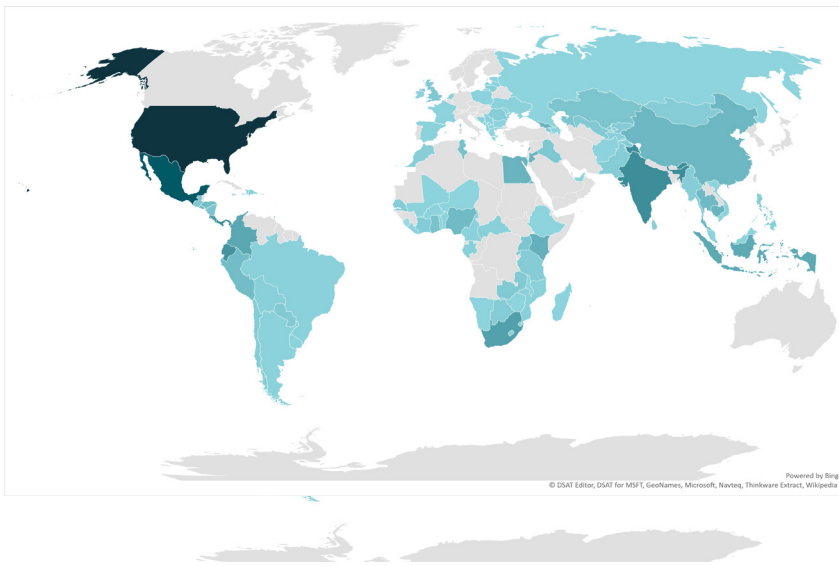 Powered by Bing
© DSAT Editor, DSAT for MSFT, GeoNames, Microsoft, Navteq, Thinkware Extract, Wikipedia